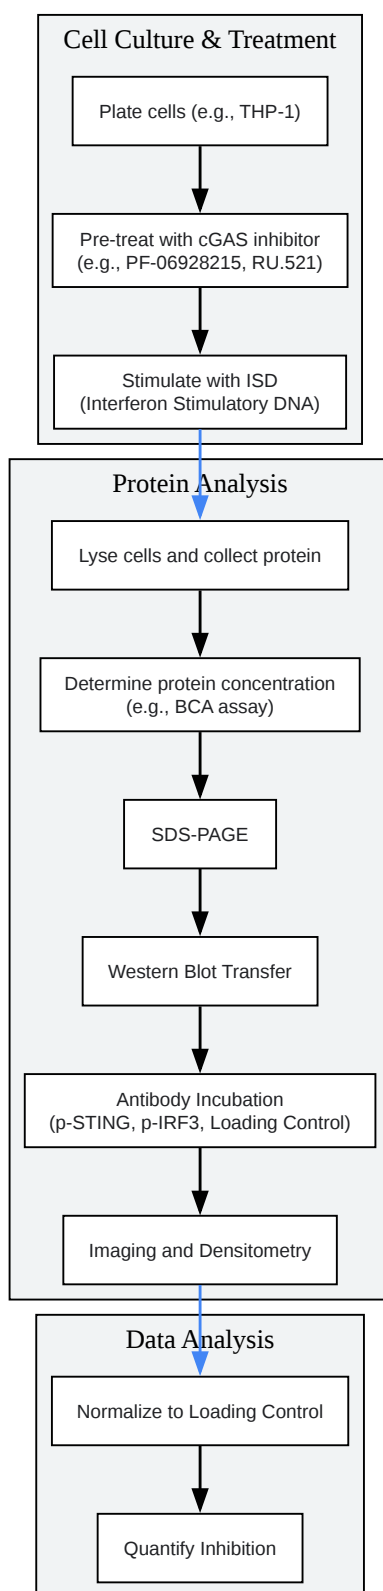 Cell Culture & Treatment
Plate cells (e.g., THP-1)
Pre-treat with cGAS inhibitor
(e.g., PF-06928215, RU.521)
Stimulate with ISD
(Interferon Stimulatory DNA)
Protein Analysis
Lyse cells and collect protein
Determine protein concentration
(e.g., BCA assay)
SDS-PAGE
Western Blot Transfer
Antibody Incubation
(p-STING, p-IRF3, Loading Control)
Imaging and Densitometry
Data Analysis
Normalize to Loading Control
Quantify Inhibition